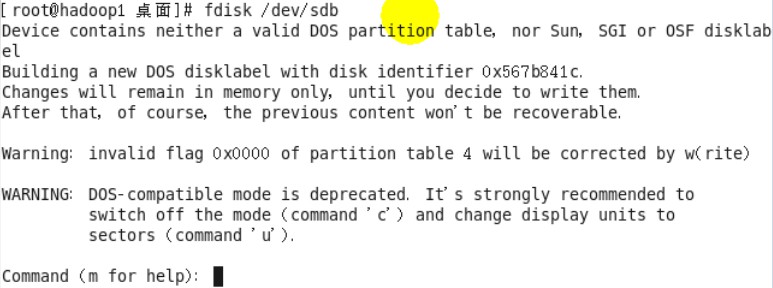 [root@hadoop1 桌面]# fdisk /dev/sdb
Device contains neither a valid DOS partition table, nor Sun, SGI or OSF disklab
el
Building a new DOS disklabel with disk identifier 0x567b841c.
Changes will remain in memory only, until you decide to write them.
After that, of course, the previous content won't be recoverable.
Warning: invalid flag 0x0000 of partition table 4 will be corrected by w(rite)
WARNING: DOS-compatible mode is deprecated. It's strongly recommended to
switch off the mode (command 'c') and change display units to
sectors (command 'u').
Command (m for help):